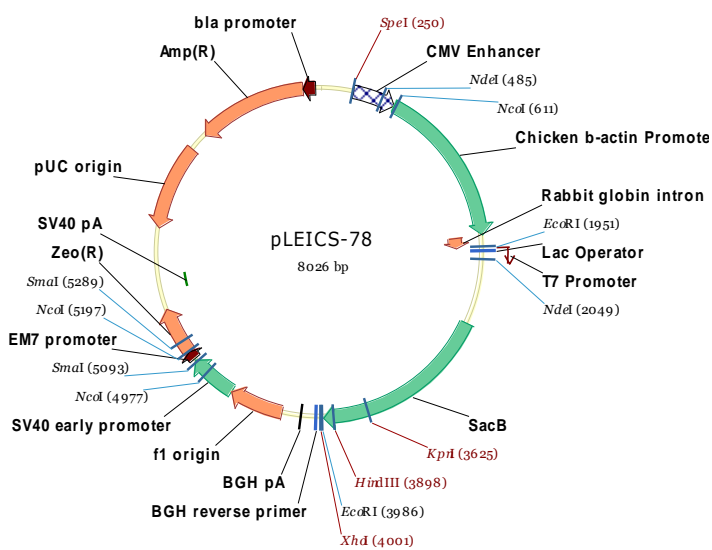 bla promoter
SpeI (250)
Amp(R)
CMV Enhancer
NdeI (485)
NcoI (611)
Chicken b-actin Promote
pUC origin
Rabbit globin intron
EcoRI (1951)
SV40 pA
pLEICS-78
Lac Operator
Zeo(R)
8026 bp
T7 Promoter
SmaI (5289)
NdeI (2049)
NcoI (5197)
EM7 promoter
SmaI (5093)
NcoI (4977)
SV40 early promoter
SacB
f1 origin
KpnI (3625)
BGH pA
HindIII (3898)
BGH reverse primer
EcoRI (3986)
XhoI (4001)